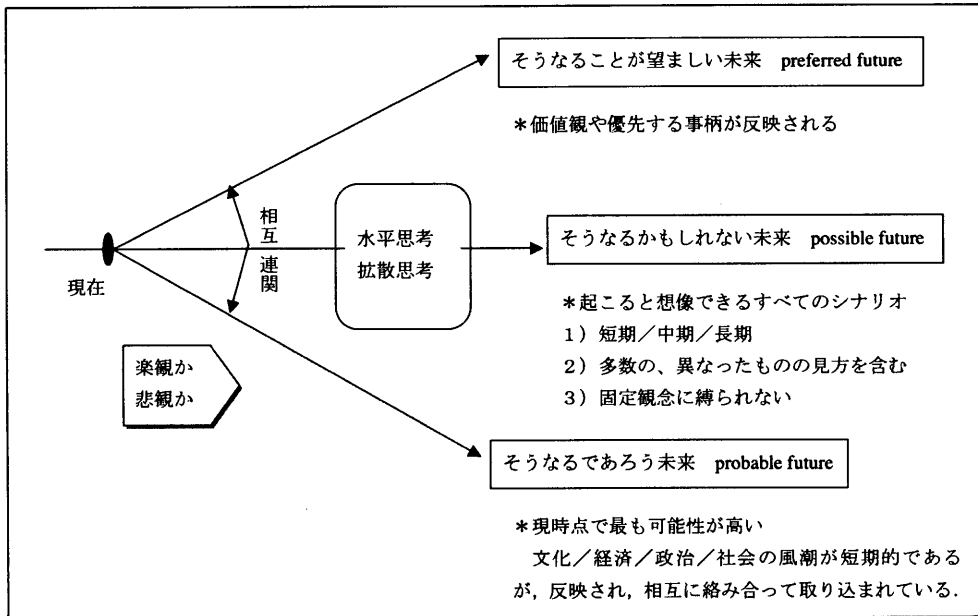 そうなることが望ましい未来 preferred future
＊価値観や優先する事柄が反映される
相互連関
水平思考
拡散思考
そうなるかもしれない未来 possible future
現在
＊起こると想像できるすべてのシナリオ
1）短期／中期／長期
2）多数の、異なったものの見方を含む
3）固定観念に縛られない
楽観か
悲観か
そうなるであろう未来 probable future
＊現時点で最も可能性が高い
文化／経済／政治／社会の風潮が短期的である
が，反映され，相互に絡み合って取り込まれている．